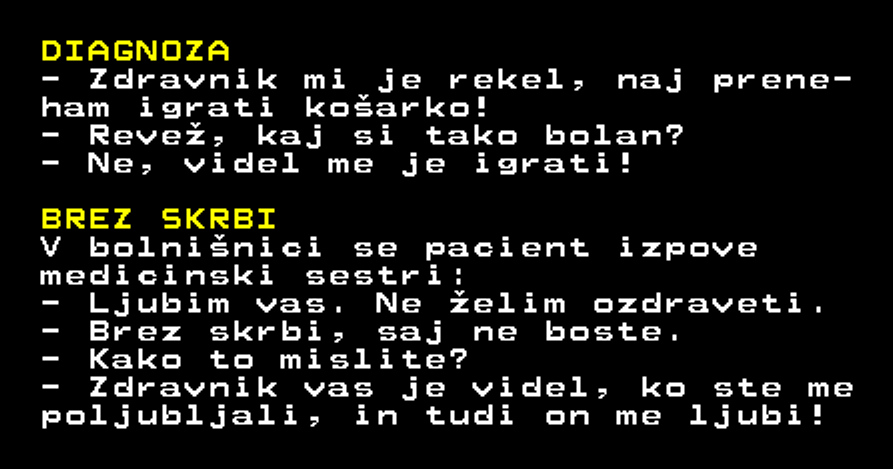 DIAGNOZA
- Zdravnik mi je rekel, naj prene-
ham igrati košarko!
- Revež, kaj si tako bolan?
- Ne, videl me je igrati!
BREZ SKRBI
V bolnišnici se pacient izpove
medicinski sestri:
- Ljubim vas. Ne želim ozdraveti.
- Brez skrbi, saj ne boste.
- Kako to mislite?
- Zdravnik vas je videl, ko ste me
poljubljali, in tudi on me ljubi!